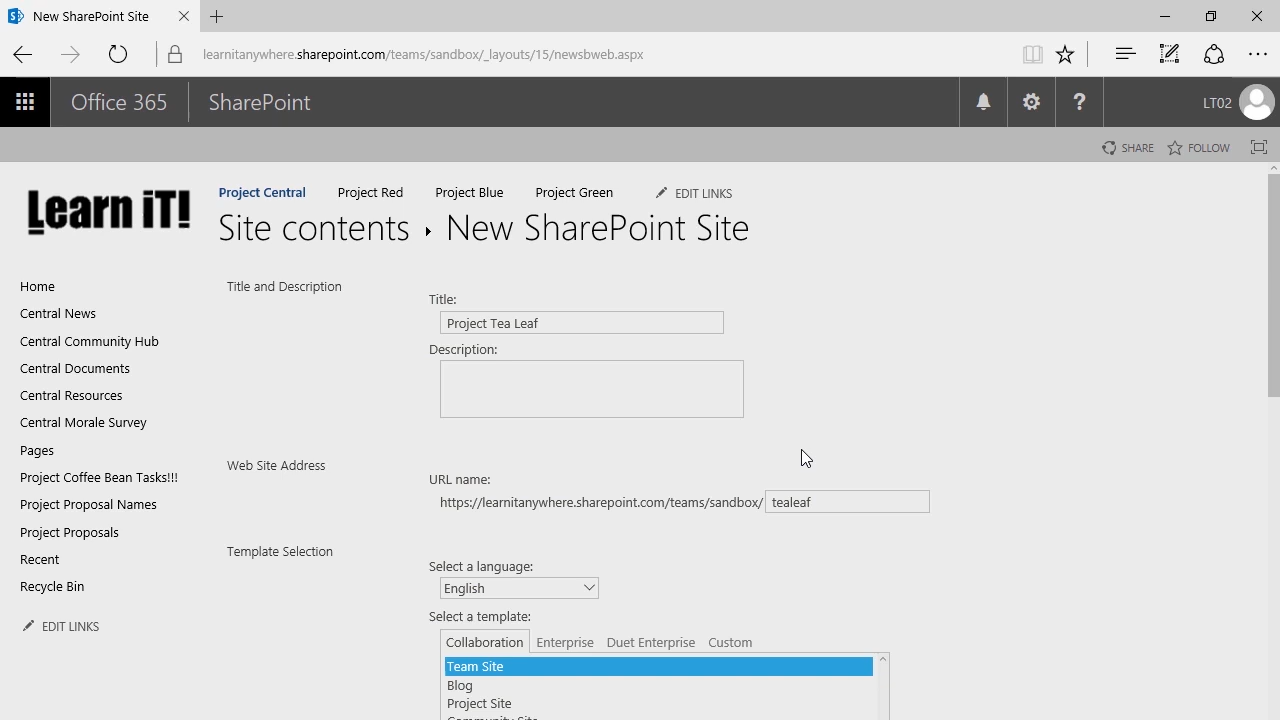 New SharePoint Site
learnitanywhere.sharepoint.com/teams/sandbox/_layouts/15/newsbweb.aspx
Office 365 SharePoint ? LT02
SHARE FOLLOW
Learn iT!
Project Central Project Red Project Blue Project Green EDIT LINKS
Site contents ▸ New SharePoint Site
Home
Central News
Central Community Hub
Central Documents
Central Resources
Central Morale Survey
Pages
Project Coffee Bean Tasks!!!
Project Proposal Names
Project Proposals
Recent
Recycle Bin
EDIT LINKS
Title and Description
Title:
Project Tea Leaf
Description:
Web Site Address
URL name:
https://learnitanywhere.sharepoint.com/teams/sandbox/ tealeaf
Template Selection
Select a language:
English
Select a template:
Collaboration Enterprise Duet Enterprise Custom
Team Site
Blog
Project Site
Community Site